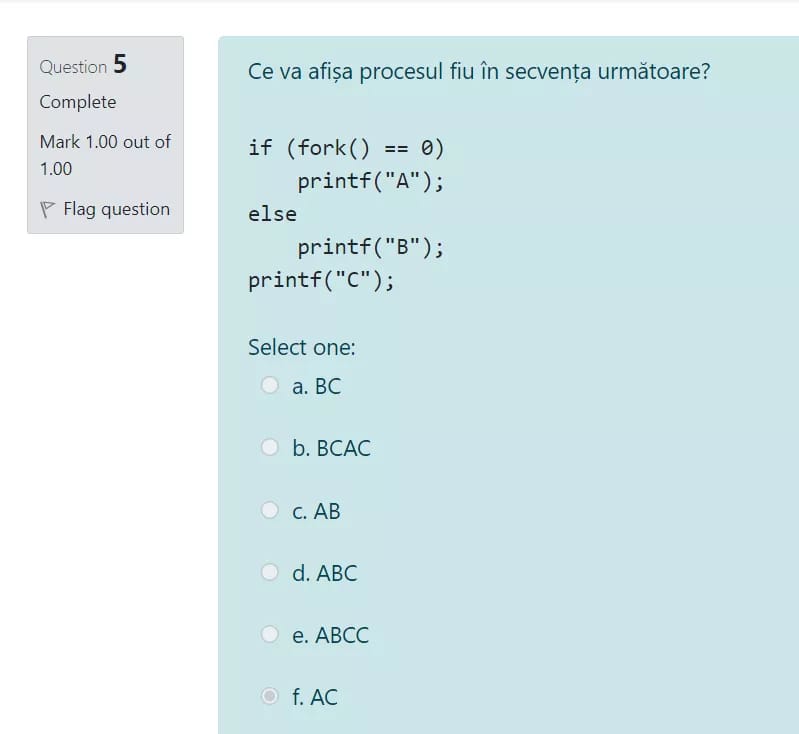 Question 5
Complete
Mark 1.00 out of
1.00
Flag question
Ce va afișa procesul fiu în secvența următoare?
if (fork() == 0)
    printf("A");
else
    printf("B");
printf("C");
Select one:
a. BC
b. BCAC
c. AB
d. ABC
e. ABCC
f. AC